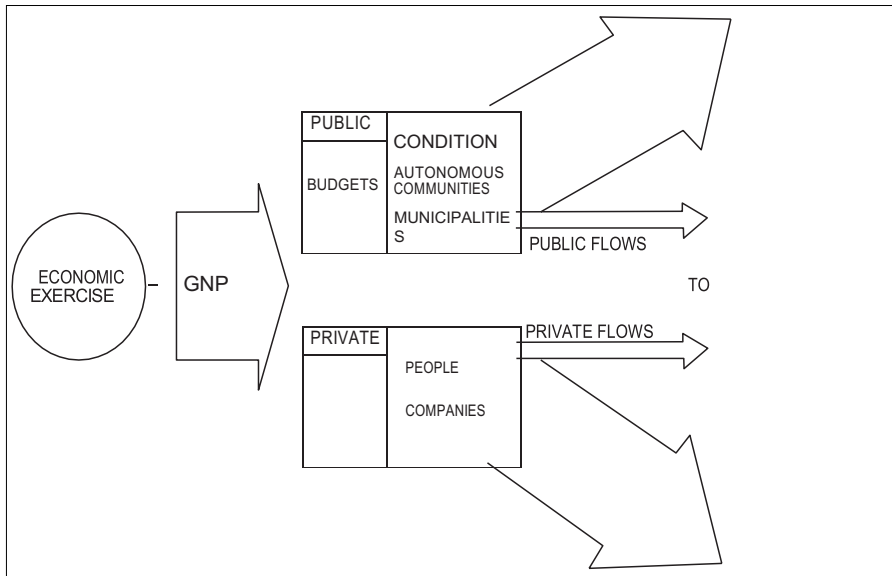 PUBLIC
CONDITION
BUDGETS
AUTONOMOUS
COMMUNITIES
MUNICIPALITIE
S
PUBLIC FLOWS
ECONOMIC
EXERCISE
GNP
TO
PRIVATE
PRIVATE FLOWS
PEOPLE
COMPANIES